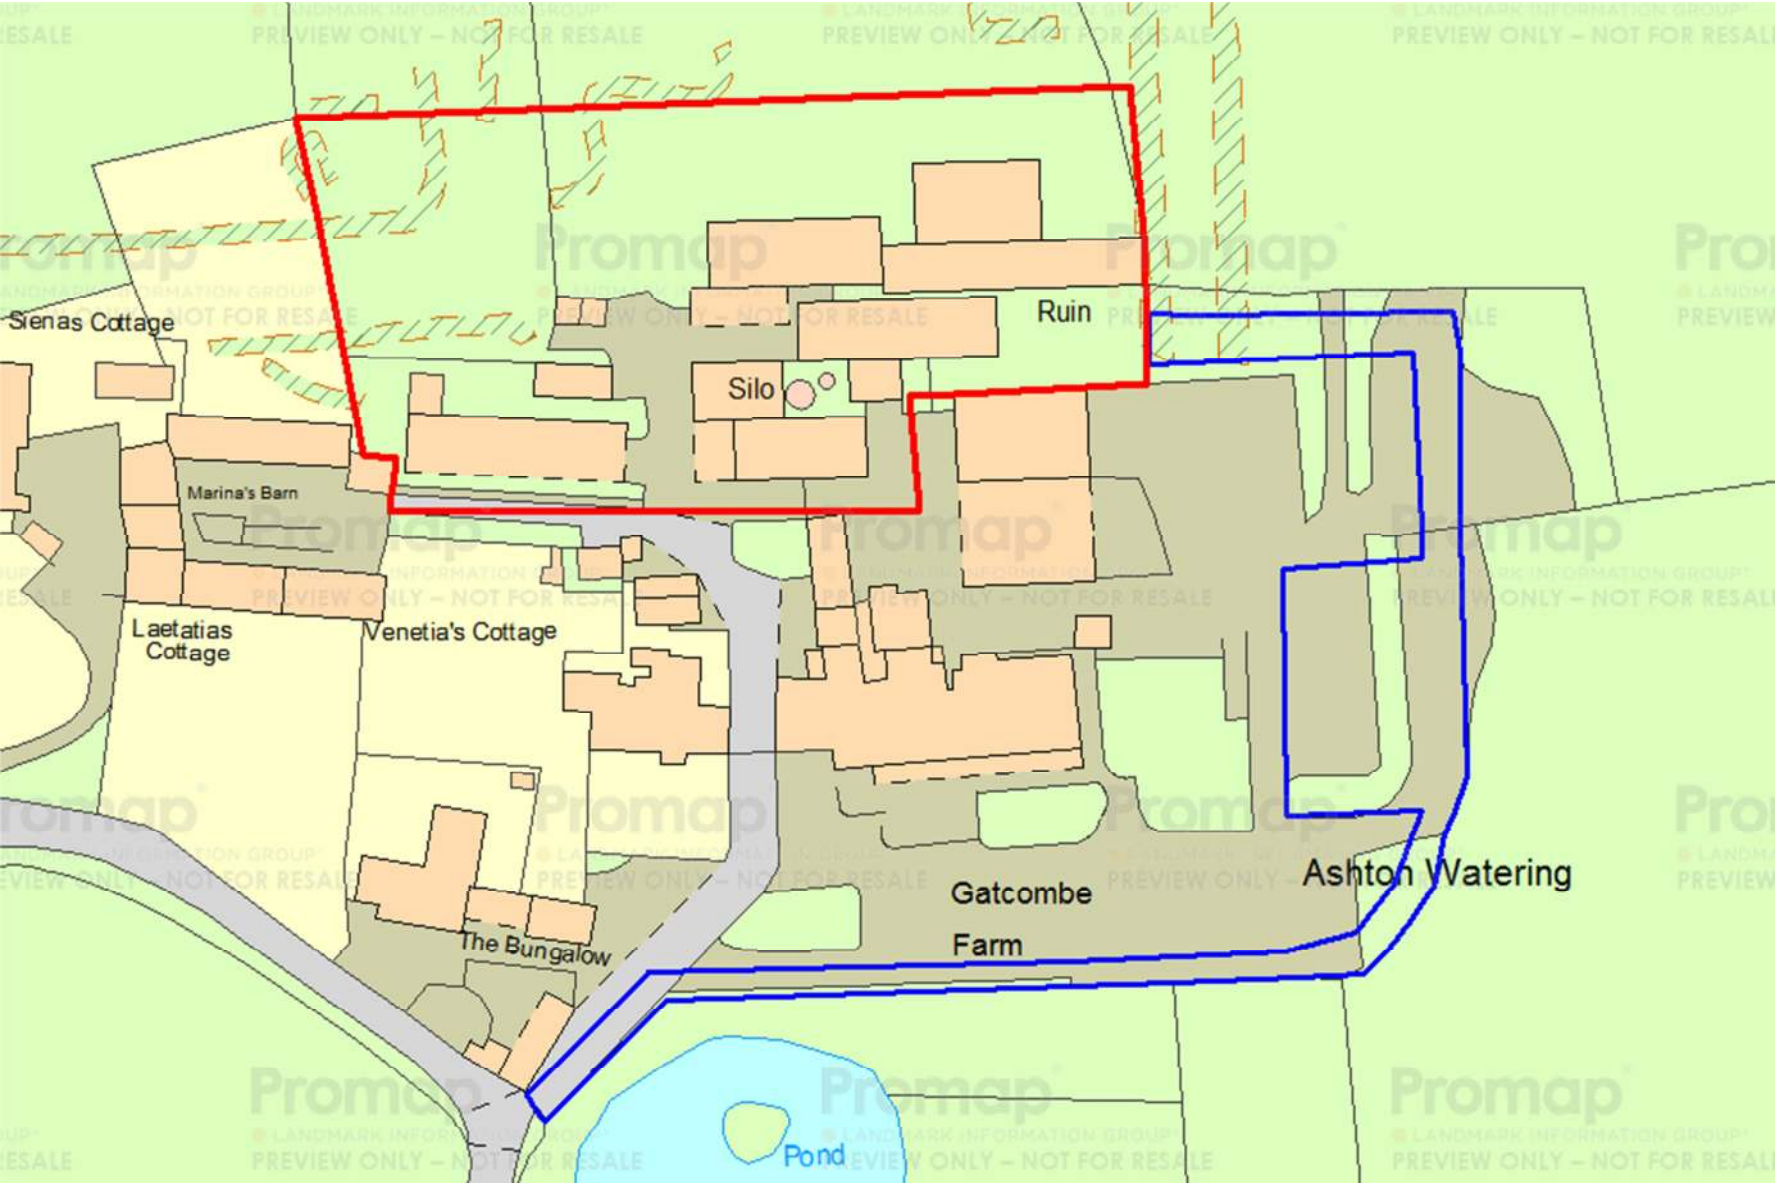 LANDMARK INFORMATION GROUP
PREVIEW ONLY – NOT FOR RESALE
Promap
Sienas Cottage
Ruin
Silo
Marina's Barn
Laetatias
Cottage
Venetia's Cottage
Ashton Watering
Gatcombe
Farm
The Bungalow
Pond